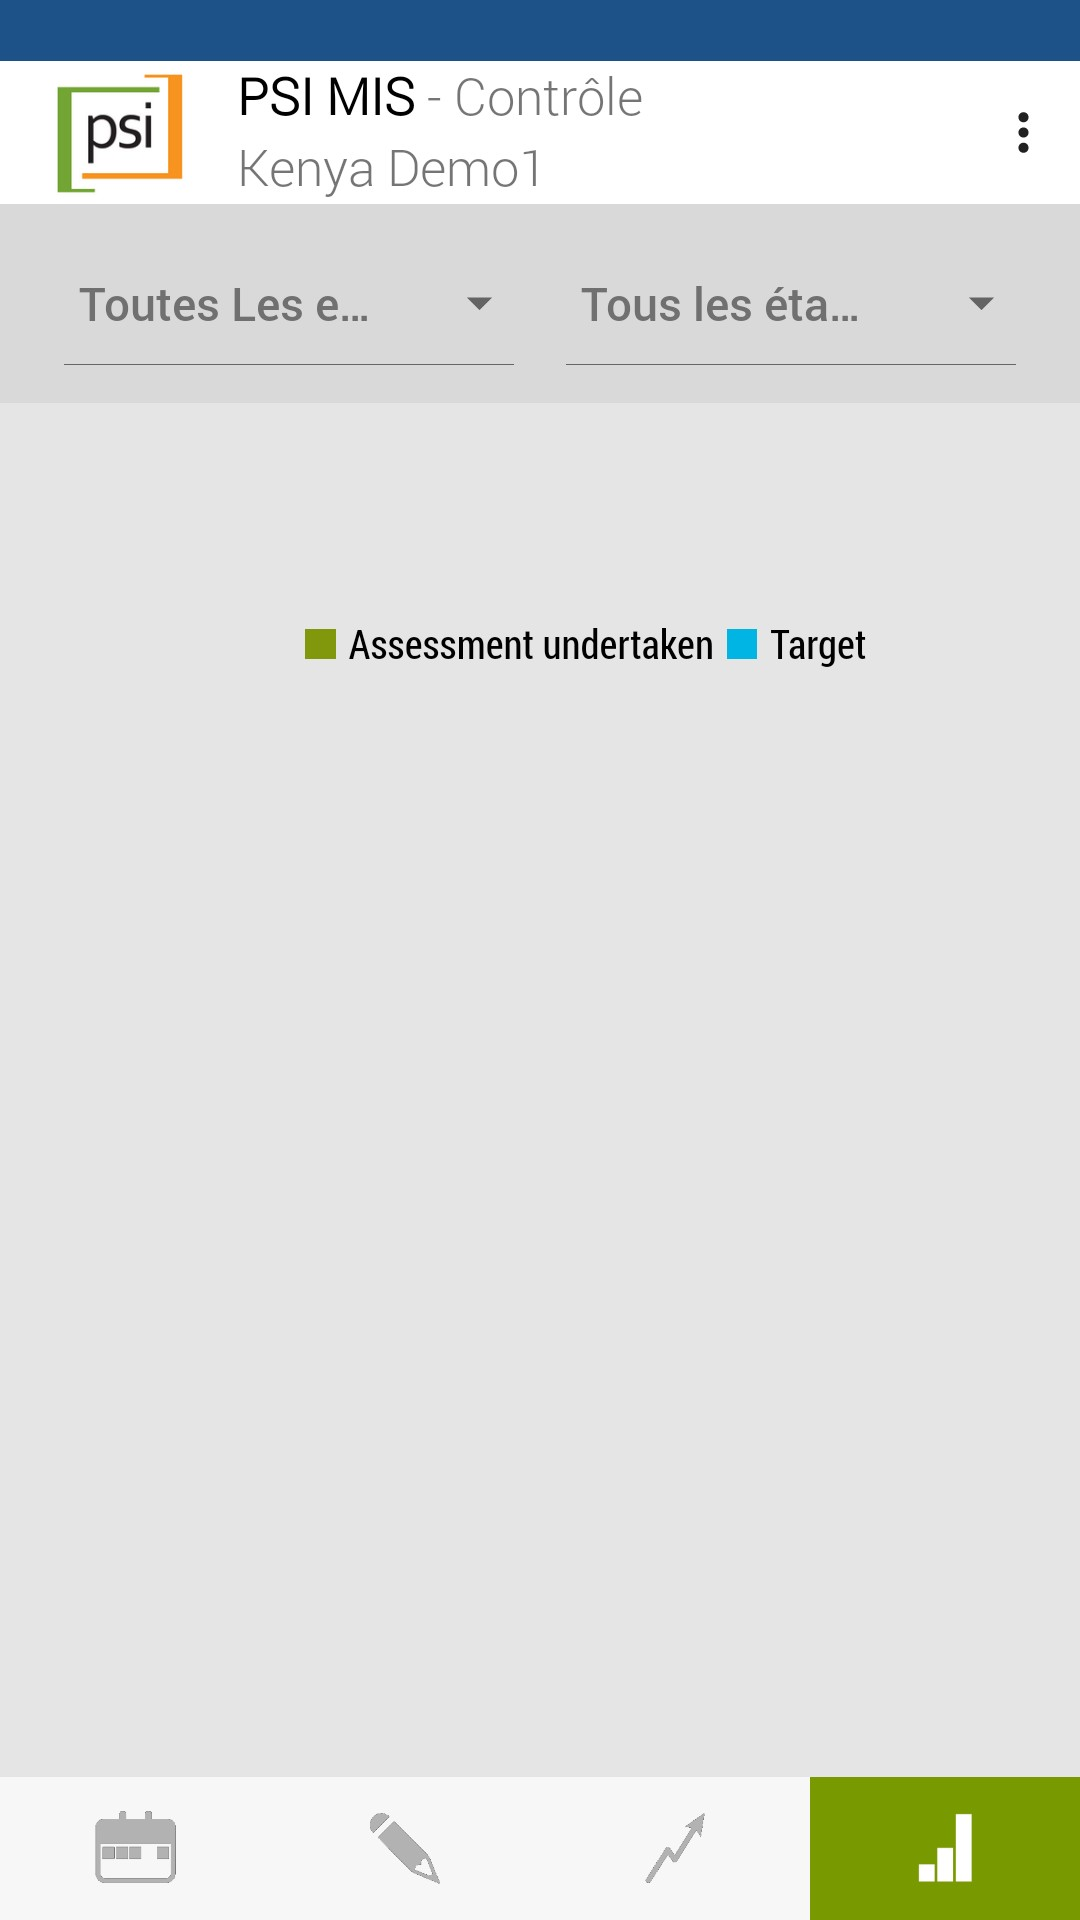 psi
PSI MIS - Contrôle
Kenya Demo1
Toutes Les e...
Tous les éta...
Assessment undertaken
Target